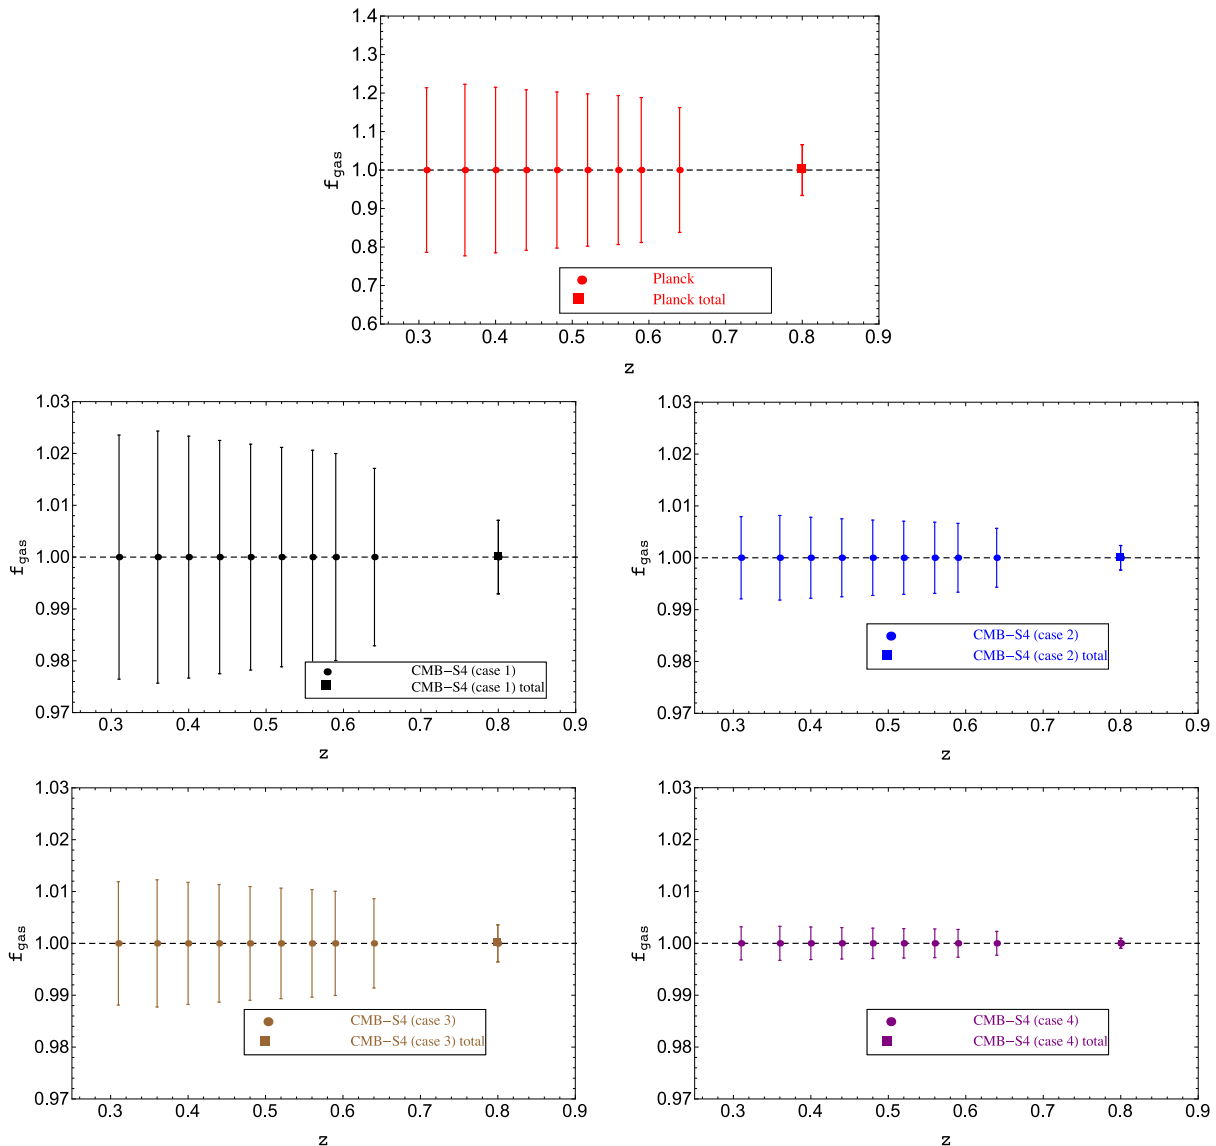 1.4
1.3
1.2
1.1
1.0
0.9
0.8
0.7
0.6
fgas
Planck
Planck total
0.3 0.4 0.5 0.6 0.7 0.8 0.9
z
1.03
1.02
1.01
1.00
0.99
0.98
0.97
fgas
CMB−S4 (case 1)
CMB−S4 (case 1) total
0.3 0.4 0.5 0.6 0.7 0.8 0.9
z
1.03
1.02
1.01
1.00
0.99
0.98
0.97
fgas
CMB−S4 (case 2)
CMB−S4 (case 2) total
0.3 0.4 0.5 0.6 0.7 0.8 0.9
z
1.03
1.02
1.01
1.00
0.99
0.98
0.97
fgas
CMB−S4 (case 3)
CMB−S4 (case 3) total
0.3 0.4 0.5 0.6 0.7 0.8 0.9
z
1.03
1.02
1.01
1.00
0.99
0.98
0.97
fgas
CMB−S4 (case 4)
CMB−S4 (case 4) total
0.3 0.4 0.5 0.6 0.7 0.8 0.9
z